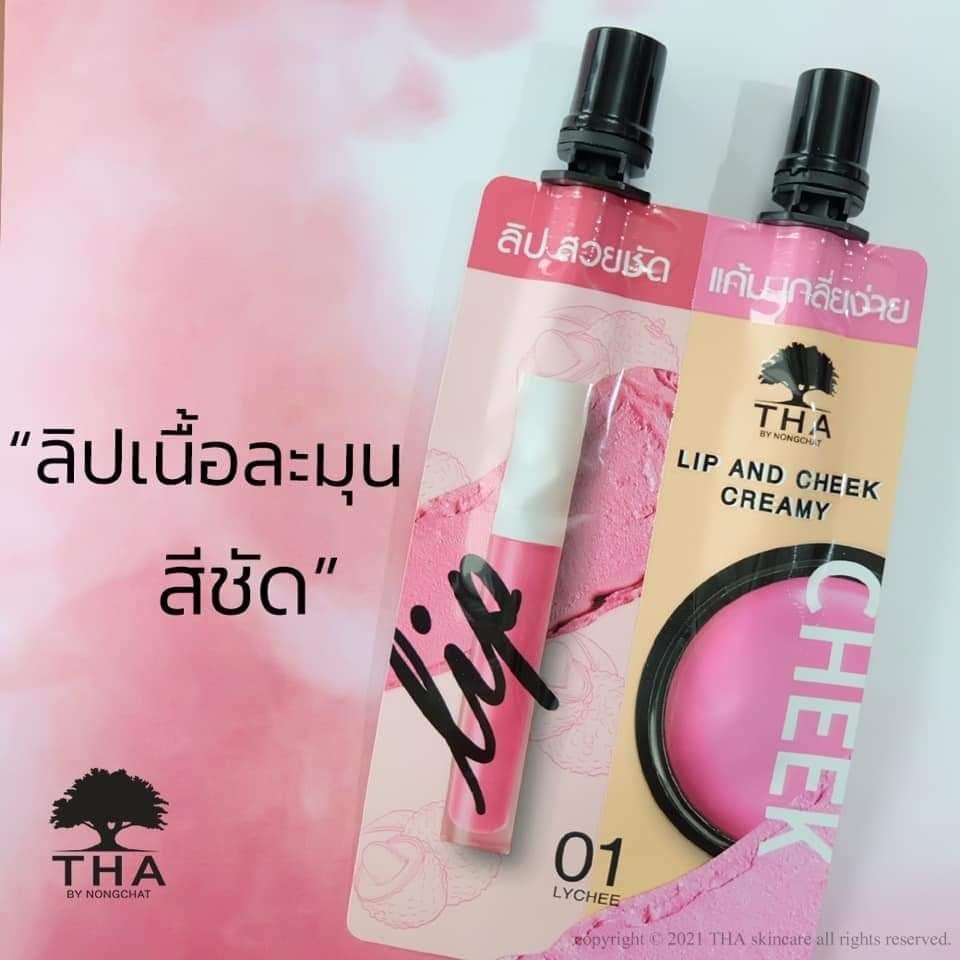 “ลิปเนื้อละมุน
สีชัด”
THA
BY NONGCHAT
ลิป สวยชัด
แค้ม เกลี่ยง่าย
THA
BY NONGCHAT
LIP AND CHEEK
CREAMY
lip
CHEEK
01
LYCHEE
copyright © 2021 THA skincare all rights reserved.